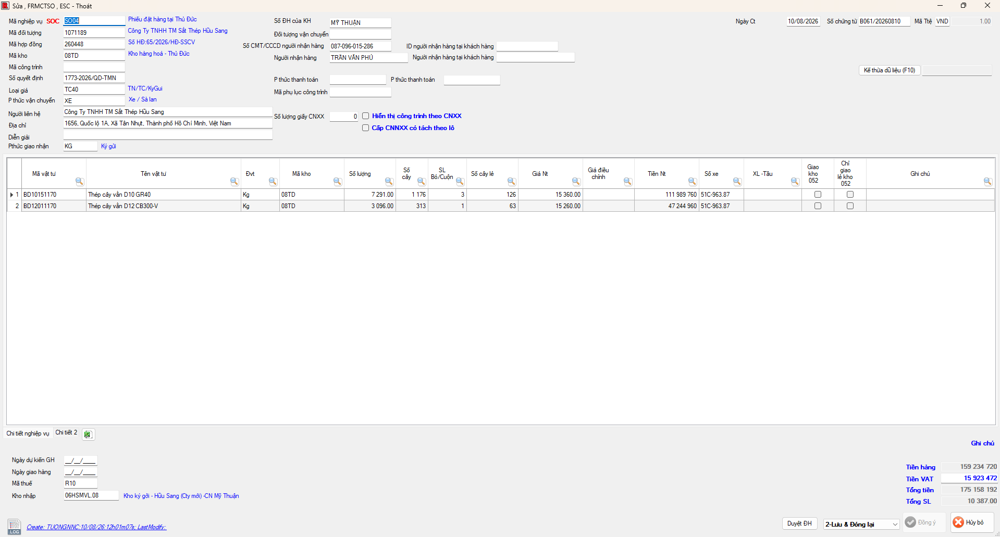 Sửa , FRMCTSO , ESC - Thoát
Mã nghiệp vụ SOC SO04 Phiếu đặt hàng tại Thủ Đức Số ĐH của KH MỸ THUẬN Ngày Ct 10/08/2026 Số chứng từ B061/20260810 Mã Ttệ VND 1.00
Mã đối tượng 1071189 Công Ty TNHH TM Sắt Thép Hữu Sang Đối tượng vận chuyển
Mã hợp đồng 260448 Số HĐ:65/2026/HĐ-SSCV Số CMT/CCCD người nhận hàng 087-096-015-286 ID người nhận hàng tại khách hàng
Mã kho 08TD Kho hàng hoá - Thủ Đức Người nhận hàng TRẦN VĂN PHÚ Người nhận hàng tại khách hàng
Mã công trình
Kế thừa dữ liệu (F10)
Số quyết định 1773-2026/QD-TMN P thức thanh toán P thức thanh toán
Loại giá TC40 TN/TC/KyGui Mã phụ lục công trình
P thức vận chuyển XE Xe / Sà lan
Người liên hệ Công Ty TNHH TM Sắt Thép Hữu Sang Số lượng giấy CNXX 0 Hiển thị công trình theo CNXX
Địa chỉ 1656, Quốc lộ 1A, Xã Tân Nhựt, Thành phố Hồ Chí Minh, Việt Nam Cấp CNNXX có tách theo lô
Diễn giải
Pthức giao nhận KG Ký gửi
Mã vật tư Tên vật tư Đvt Mã kho Số lượng Số cây SL Bó/Cuộn Số cây lẻ Giá Nt Giá điều chỉnh Tiền Nt Số xe XL -Tầu Giao kho 052 Chỉ giao lẻ kho 052 Ghi chú
1 BD10151170 Thép cây vằn D10 GR40 Kg 08TD 7 291.00 1 176 3 126 15 360.00 111 989 760 51C-963.87
2 BD12011170 Thép cây vằn D12 CB300-V Kg 08TD 3 096.00 313 1 63 15 260.00 47 244 960 51C-963.87
Chi tiết nghiệp vụ Chi tiết 2
Ghi chú
Ngày dự kiến GH __/__/____
Ngày giao hàng __/__/____
Mã thuế R10
Kho nhập 06HSMVL.08 Kho ký gởi - Hữu Sang (Cty mới) -CN Mỹ Thuận
Tiền hàng 159 234 720
Tiền VAT 15 923 472
Tổng tiền 175 158 192
Tổng SL 10 387.00
LOG Create: TUONGNNC:10/08/26:12h01m07s; LastModify: Duyệt ĐH 2-Lưu & Đóng lại Đồng ý Hủy bỏ